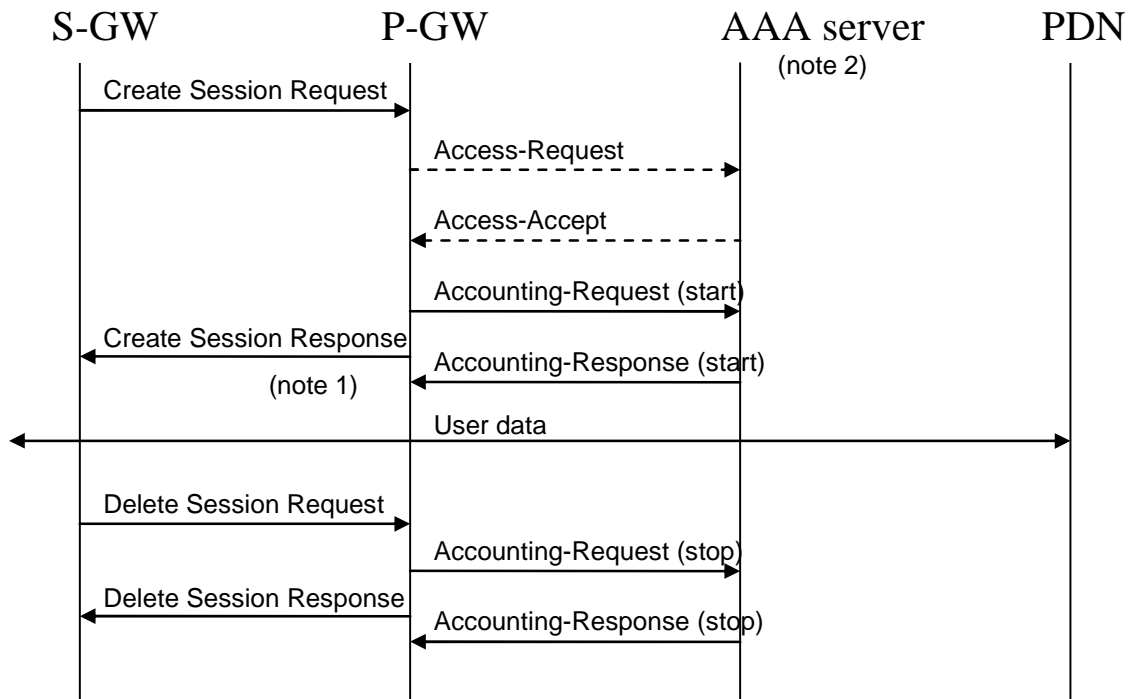 S-GW P-GW AAA server PDN
(note 2)
Create Session Request
Access-Request
Access-Accept
Accounting-Request (start)
Create Session Response
Accounting-Response (start)
(note 1)
User data
Delete Session Request
Accounting-Request (stop)
Delete Session Response
Accounting-Response (stop)